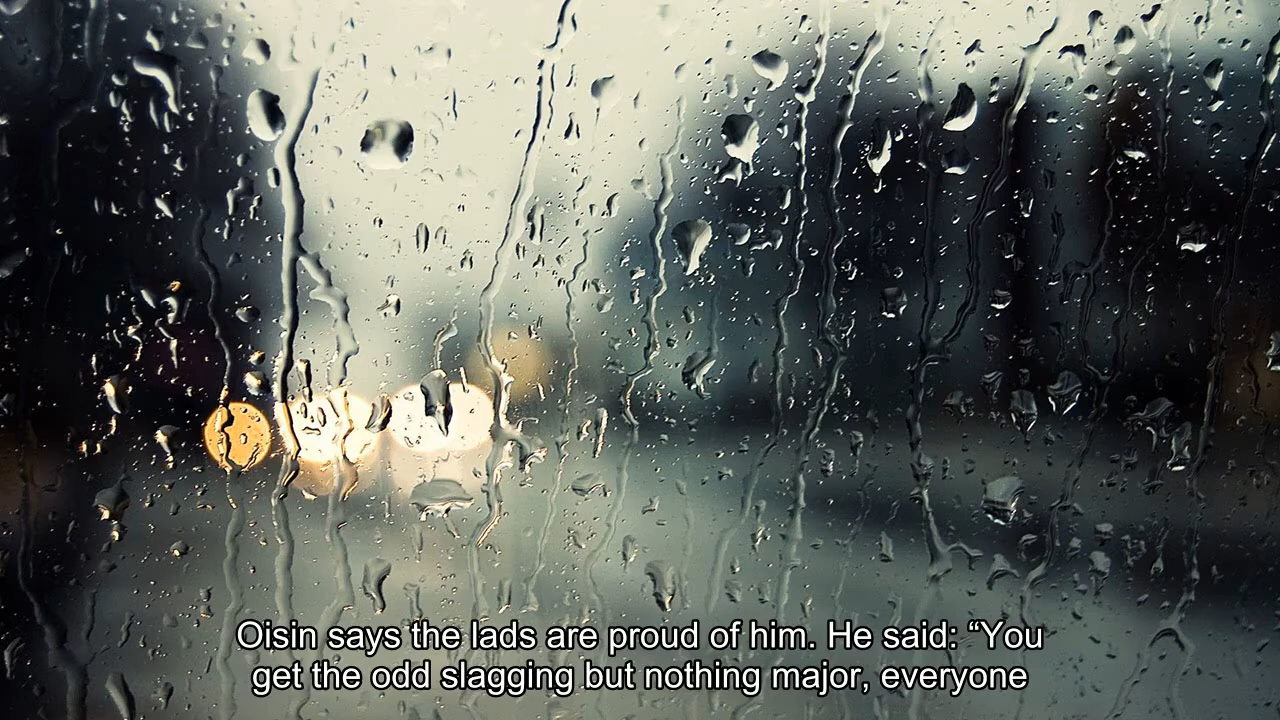 Oisin says the lads are proud of him. He said: “You
get the odd slagging but nothing major, everyone